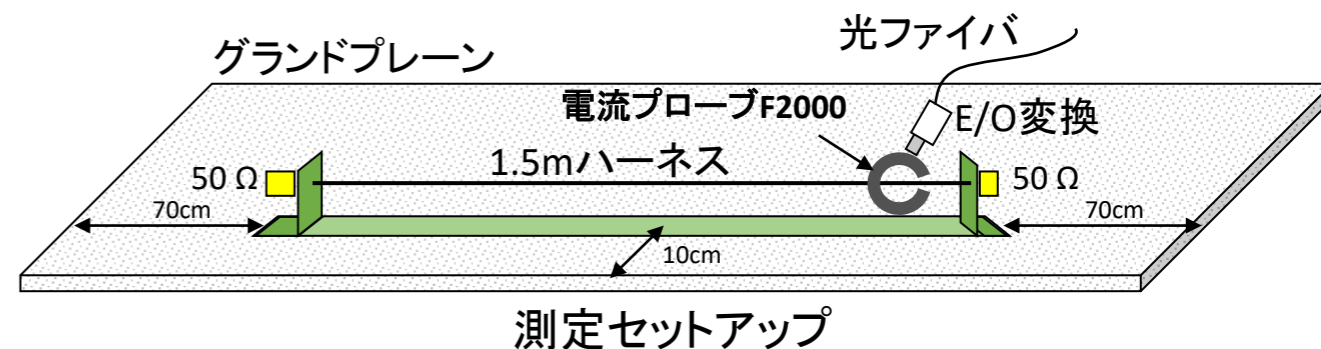 光ファイバ
グランドプレーン
電流プローブF2000
E/O変換
1.5mハーネス
50 Ω
50 Ω
70cm
70cm
10cm
測定セットアップ